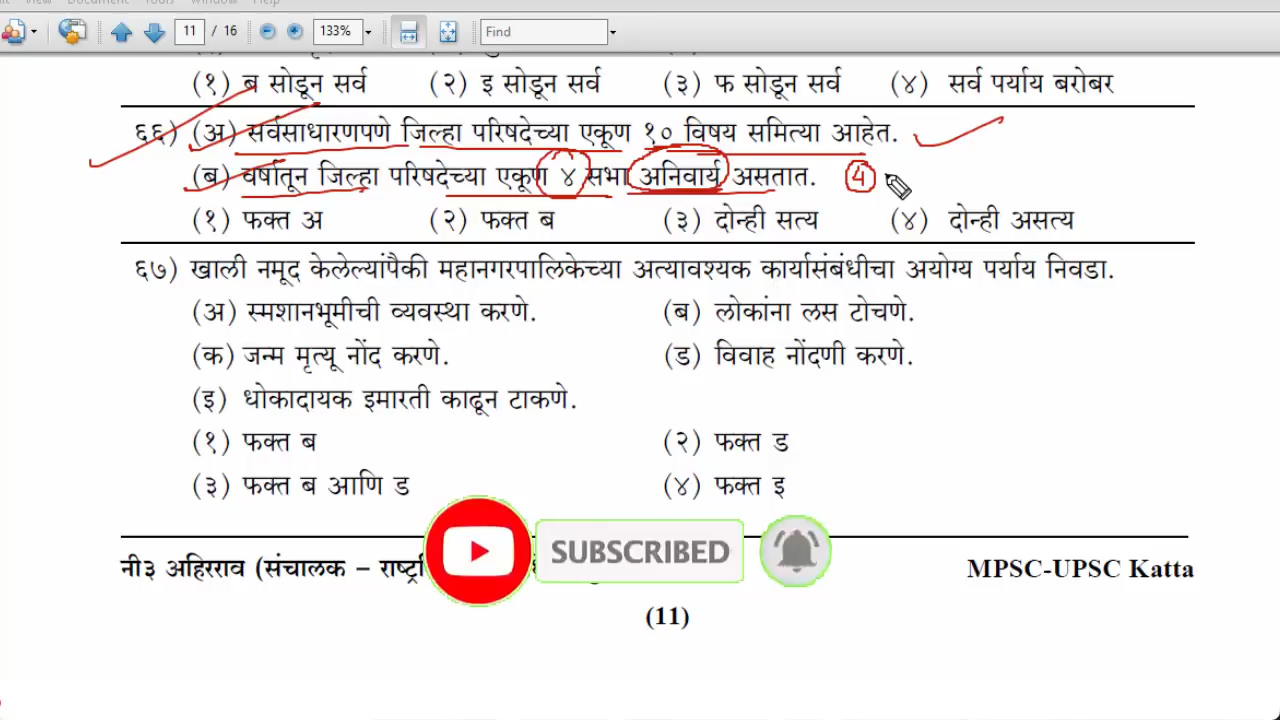 11 / 16 133% Find
(१) ब सोडून सर्व (२) इ सोडून सर्व (३) फ सोडून सर्व (४) सर्व पर्याय बरोबर
६६) (अ) सर्वसाधारणपणे जिल्हा परिषदेच्या एकूण १० विषय समित्या आहेत.
(ब) वर्षातून जिल्हा परिषदेच्या एकूण ४ सभा अनिवार्य असतात. 4
(१) फक्त अ (२) फक्त ब (३) दोन्ही सत्य (४) दोन्ही असत्य
६७) खाली नमूद केलेल्यांपैकी महानगरपालिकेच्या अत्यावश्यक कार्यासंबंधीचा अयोग्य पर्याय निवडा.
(अ) स्मशानभूमीची व्यवस्था करणे. (ब) लोकांना लस टोचणे.
(क) जन्म मृत्यू नोंद करणे. (ड) विवाह नोंदणी करणे.
(इ) धोकादायक इमारती काढून टाकणे.
(१) फक्त ब (२) फक्त ड
(३) फक्त ब आणि ड (४) फक्त इ
SUBSCRIBED
नी३ अहिरराव (संचालक – MPSC-UPSC Katta
(11)